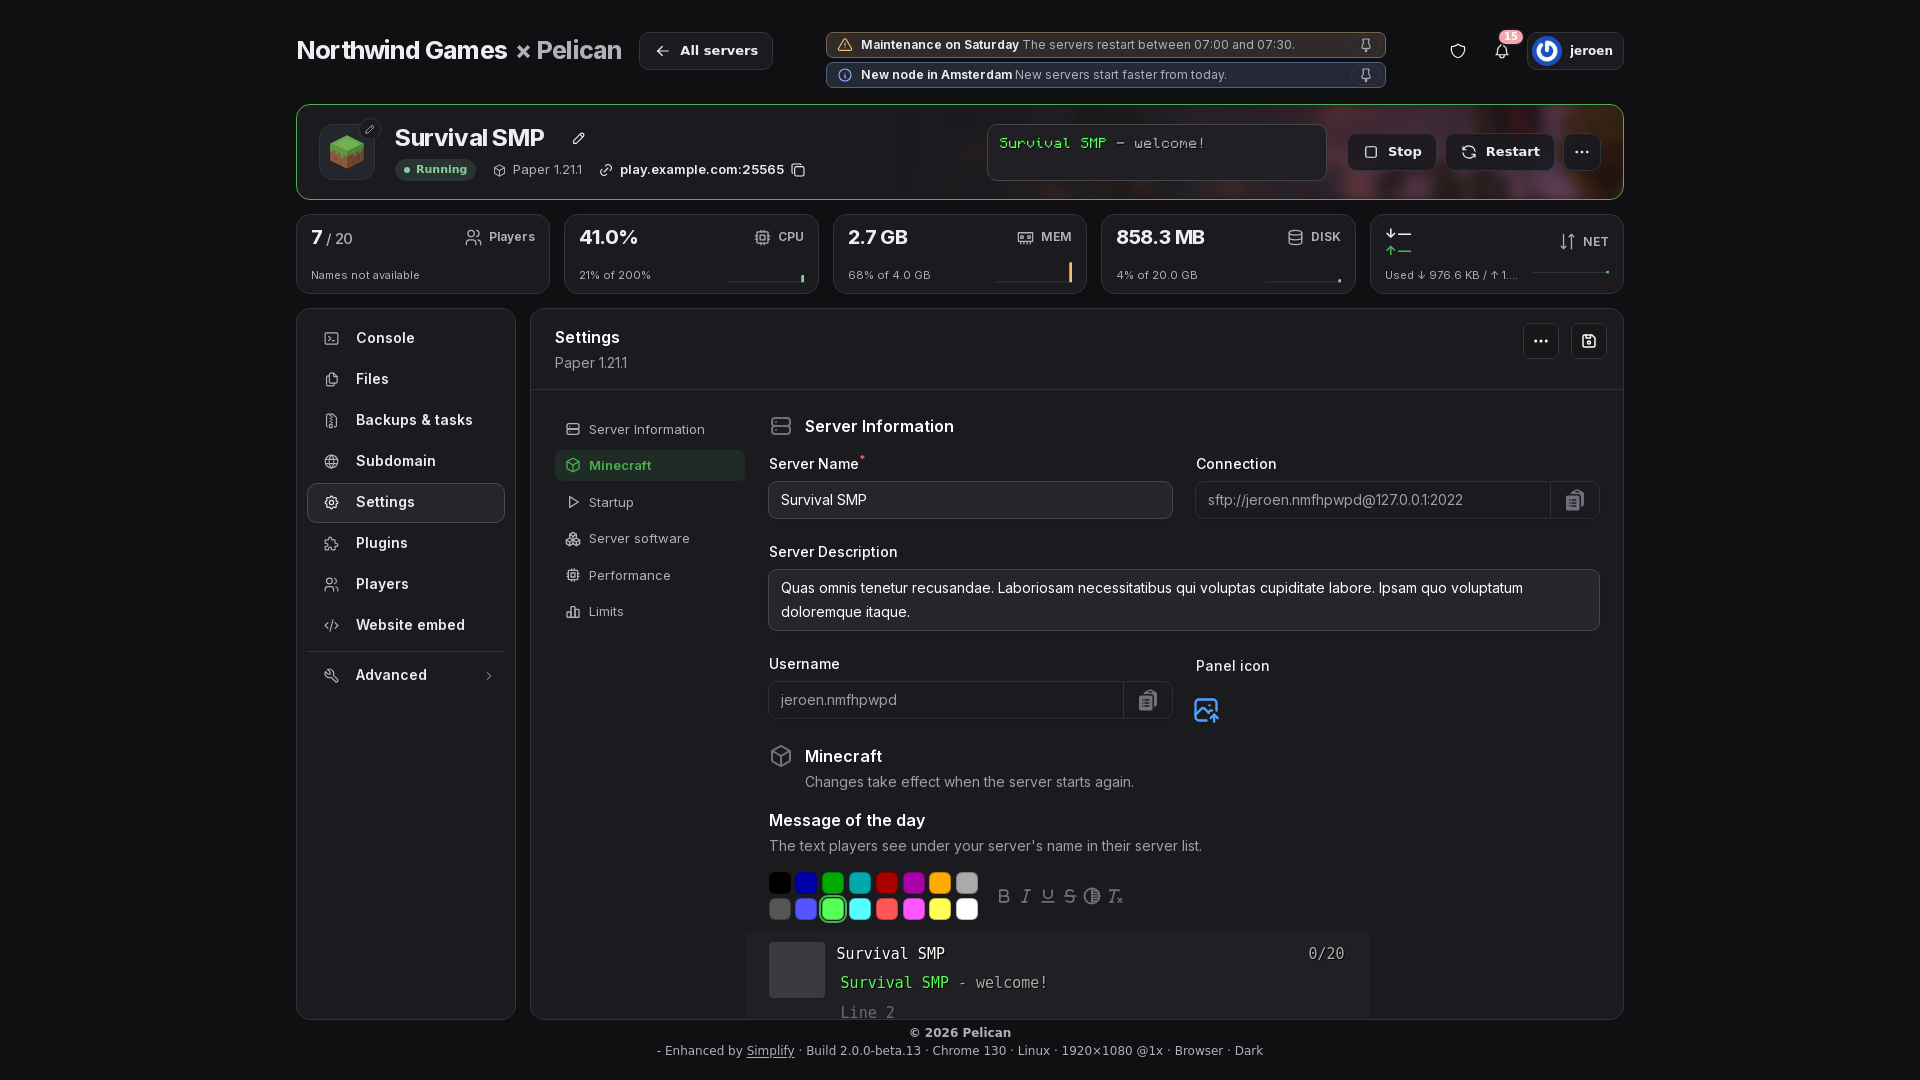 Northwind Games × Pelican
All servers
Maintenance on Saturday The servers restart between 07:00 and 07:30.
New node in Amsterdam New servers start faster from today.
15
jeroen
Survival SMP
Running
Paper 1.21.1
play.example.com:25565
Survival SMP - welcome!
Stop
Restart
7 / 20
Players
Names not available
41.0%
CPU
21% of 200%
2.7 GB
MEM
68% of 4.0 GB
858.3 MB
DISK
4% of 20.0 GB
↓—
↑—
NET
Used ↓ 976.6 KB / ↑ 1....
Console
Files
Backups & tasks
Subdomain
Settings
Plugins
Players
Website embed
Advanced
Settings
Paper 1.21.1
Server Information
Minecraft
Startup
Server software
Performance
Limits
Server Information
Server Name*
Survival SMP
Connection
sftp://jeroen.nmfhpwpd@127.0.0.1:2022
Server Description
Quas omnis tenetur recusandae. Laboriosam necessitatibus qui voluptas cupiditate labore. Ipsam quo voluptatum
doloremque itaque.
Username
jeroen.nmfhpwpd
Panel icon
Minecraft
Changes take effect when the server starts again.
Message of the day
The text players see under your server's name in their server list.
B I U S Tx
Survival SMP
0/20
Survival SMP - welcome!
Line 2
© 2026 Pelican
- Enhanced by Simplify · Build 2.0.0-beta.13 · Chrome 130 · Linux · 1920×1080 @1x · Browser · Dark